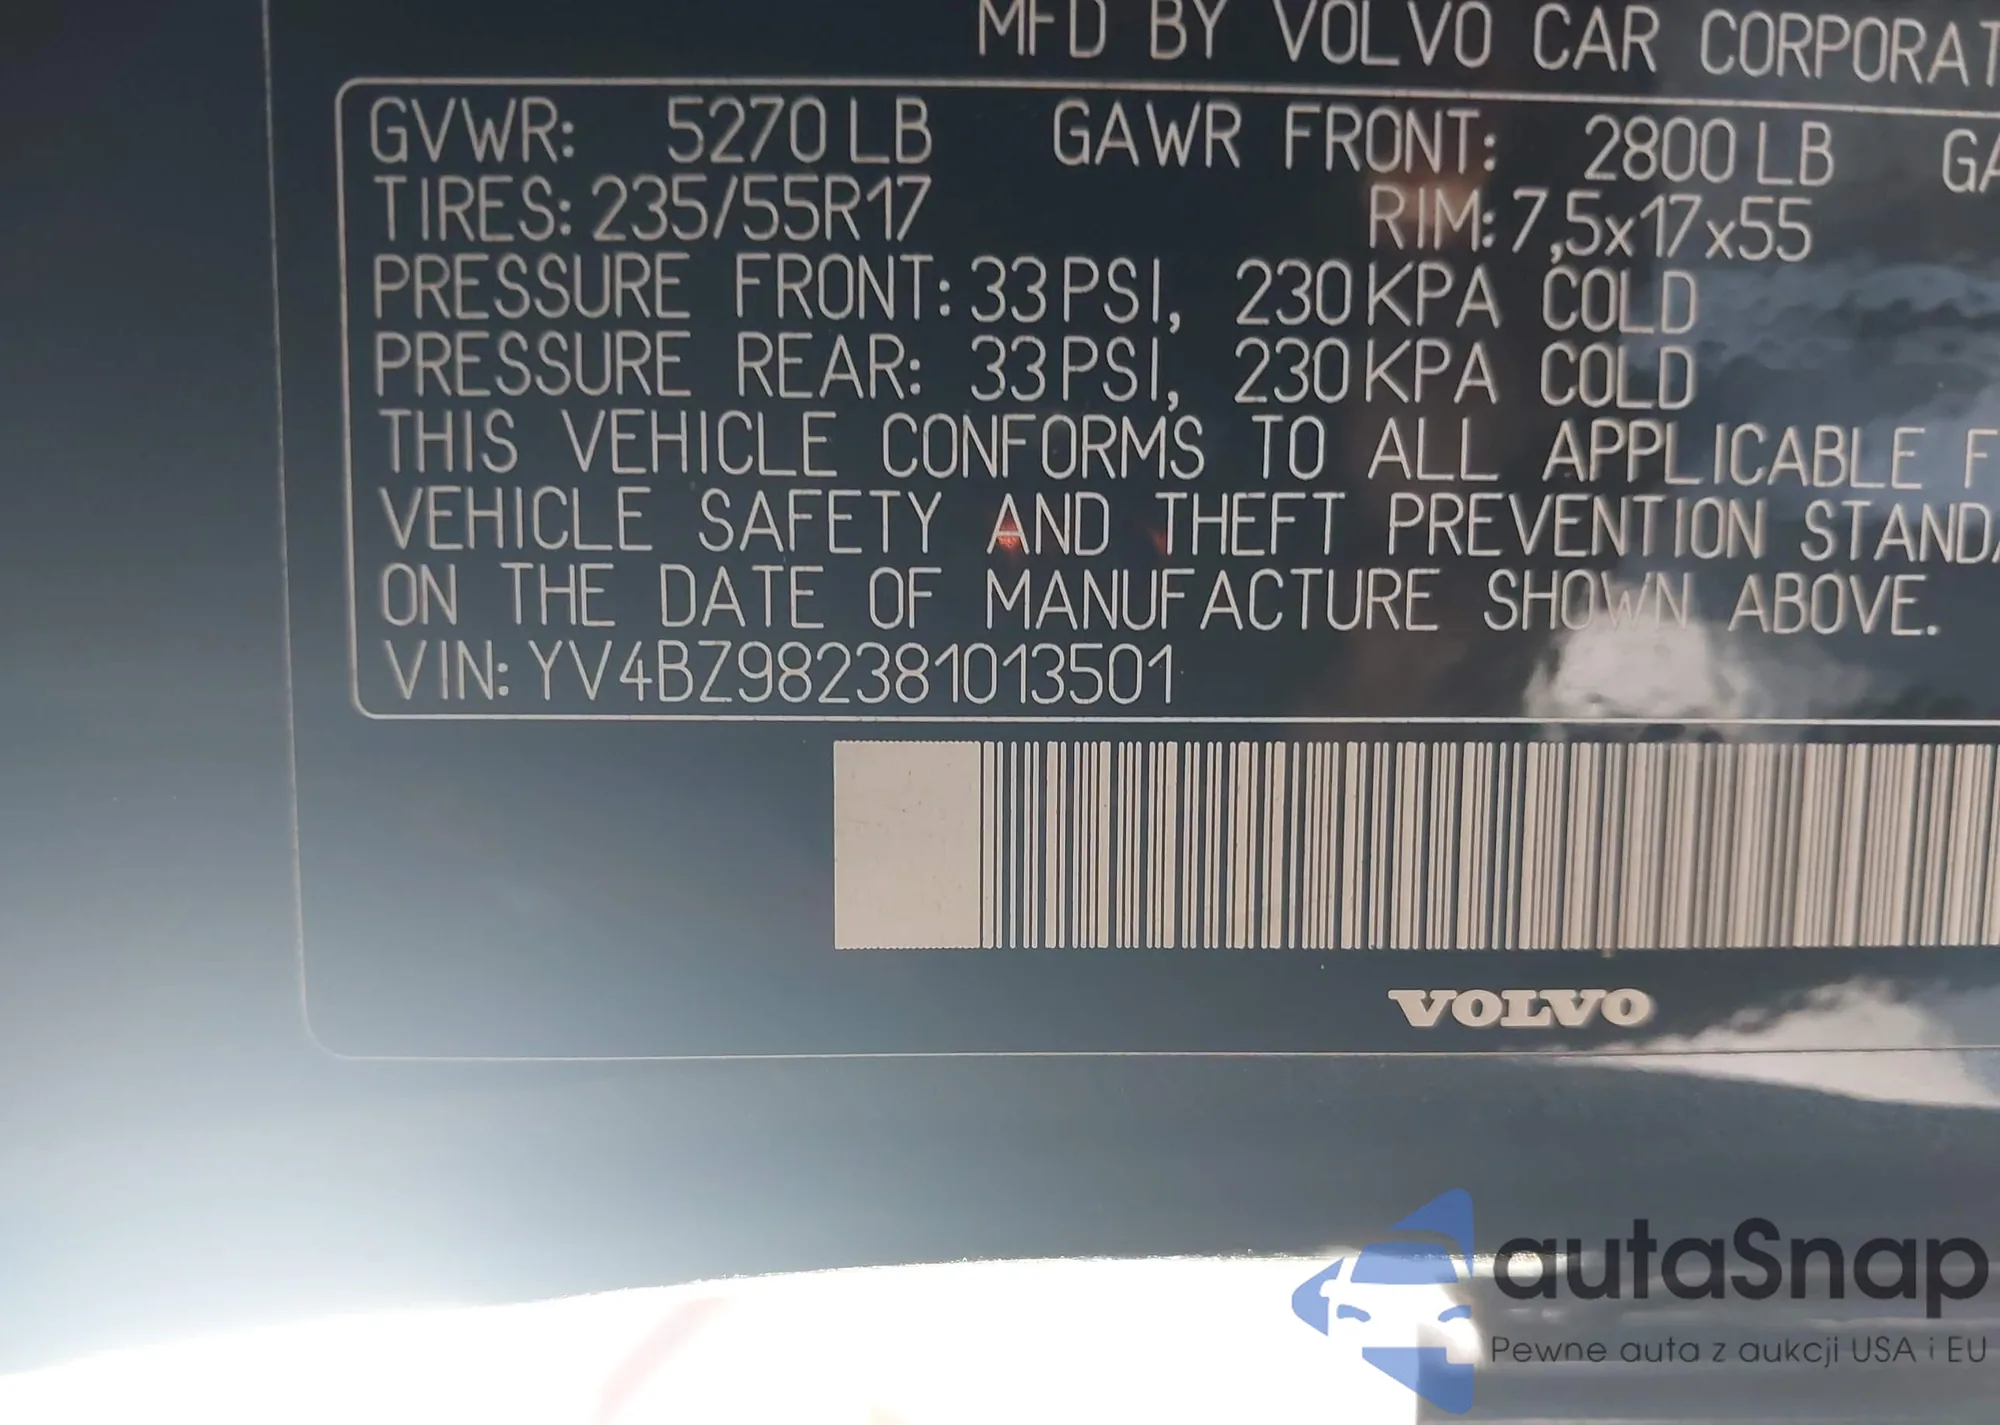 MFD BY VOLVO CAR
GVWR: 5270 LB GAWR FRONT: 2800 LB
TIRES: 235/55R17 RIM: 7,5x17x55
PRESSURE FRONT: 33 PSI, 230 KPA COLD
PRESSURE REAR: 33 PSI, 230 KPA COLD
THIS VEHICLE CONFORMS TO ALL APPLICABLE
VEHICLE SAFETY AND THEFT PREVENTION
ON THE DATE OF MANUFACTURE SHOWN ABOVE.
VIN: YV4BZ982381013501
VOLVO
autaSnap
Pewne auta z aukcji USA i EU